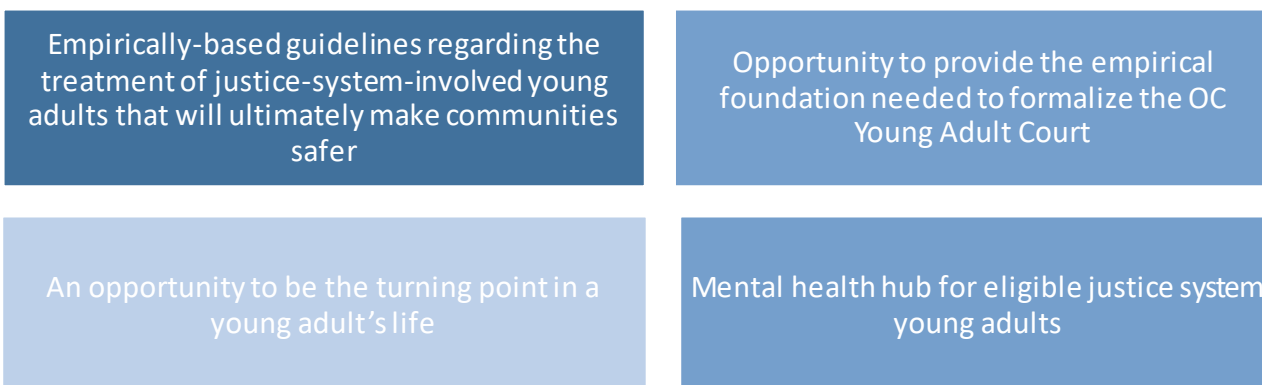 Empirically-based guidelines regarding the
treatment of justice-system-involved young
adults that will ultimately make communities
safer
Opportunity to provide the empirical
foundation needed to formalize the OC
Young Adult Court
An opportunity to be the turning point in a
young adult's life
Mental health hub for eligible justice system
young adults